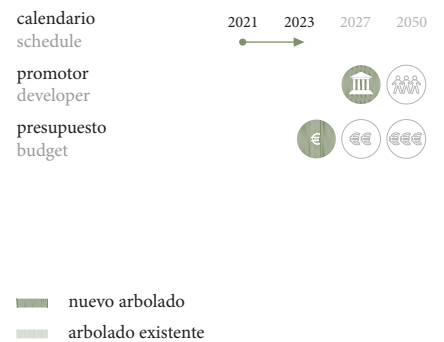 calendario 2021 2023 2027 2050
schedule
promotor
developer
presupuesto
budget
€ €€ €€€
nuevo arbolado
arbolado existente